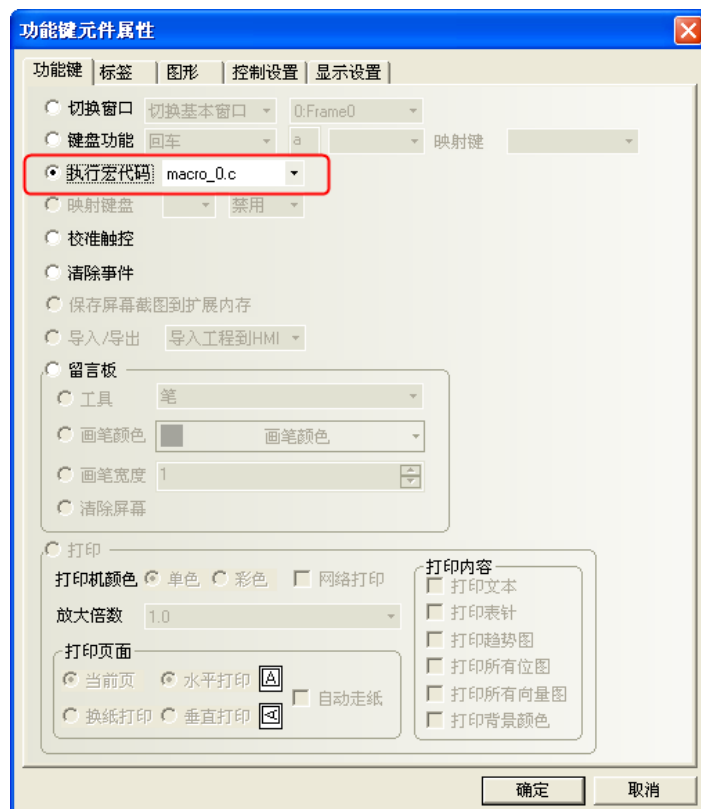 功能键元件属性
功能键 标签 图形 控制设置 显示设置
切换窗口 切换基本窗口 0:Frame0
键盘功能 回车 a 映射键
执行宏代码 macro_0.c
映射键盘 禁用
校准触控
清除事件
保存屏幕截图到扩展内存
导入/导出 导入工程到HMI
留言板
工具 笔
画笔颜色 画笔颜色
画笔宽度 1
清除屏幕
打印
打印机颜色 单色 彩色 网络打印
放大倍数 1.0
打印页面
当前页 水平打印 A
换纸打印 垂直打印 A
自动走纸
打印内容
打印文本
打印表针
打印趋势图
打印所有位图
打印所有向量图
打印背景颜色
确定 取消